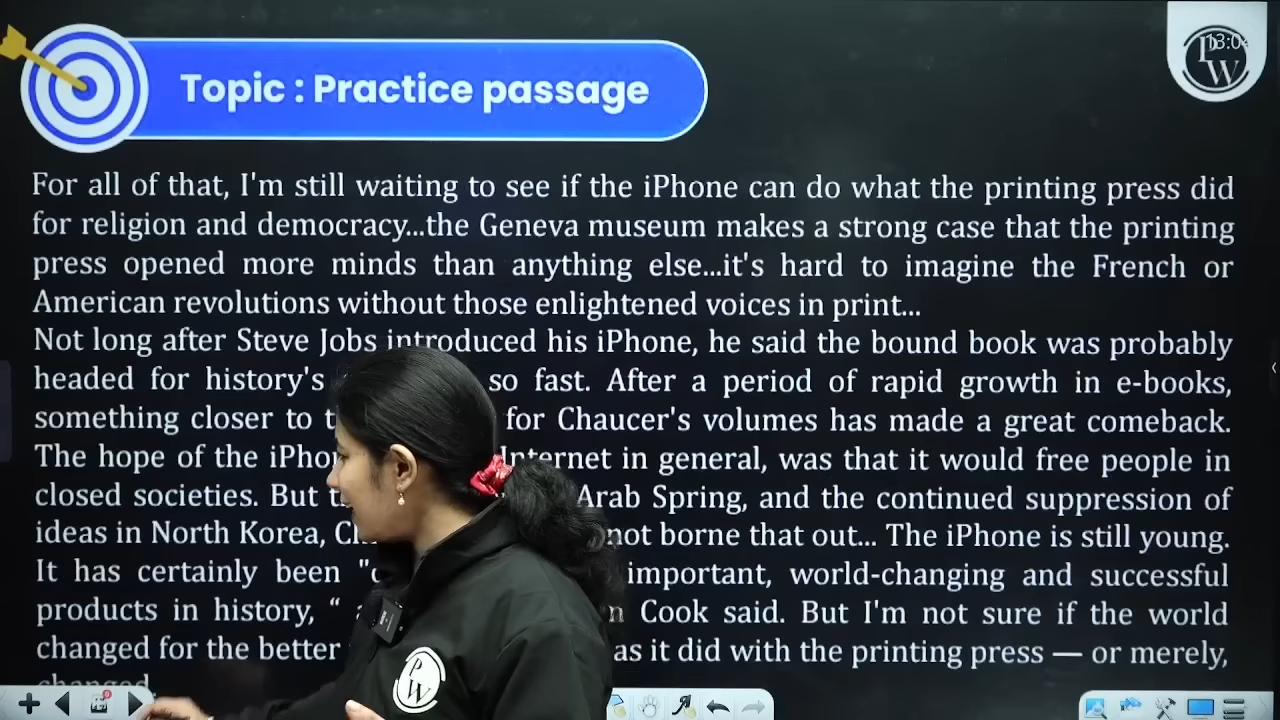 Topic : Practice passage
PW
13:0
For all of that, I'm still waiting to see if the iPhone can do what the printing press did
for religion and democracy...the Geneva museum makes a strong case that the printing
press opened more minds than anything else...it's hard to imagine the French or
American revolutions without those enlightened voices in print...
Not long after Steve Jobs introduced his iPhone, he said the bound book was probably
headed for history's so fast. After a period of rapid growth in e-books,
something closer to for Chaucer's volumes has made a great comeback.
The hope of the Internet in general, was that it would free people in
closed societies. But Arab Spring, and the continued suppression of
ideas in North Korea, not borne that out... The iPhone is still young.
It has certainly been important, world-changing and successful
products in history, “ Cook said. But I'm not sure if the world
changed for the better as it did with the printing press — or merely,
changed.
PW